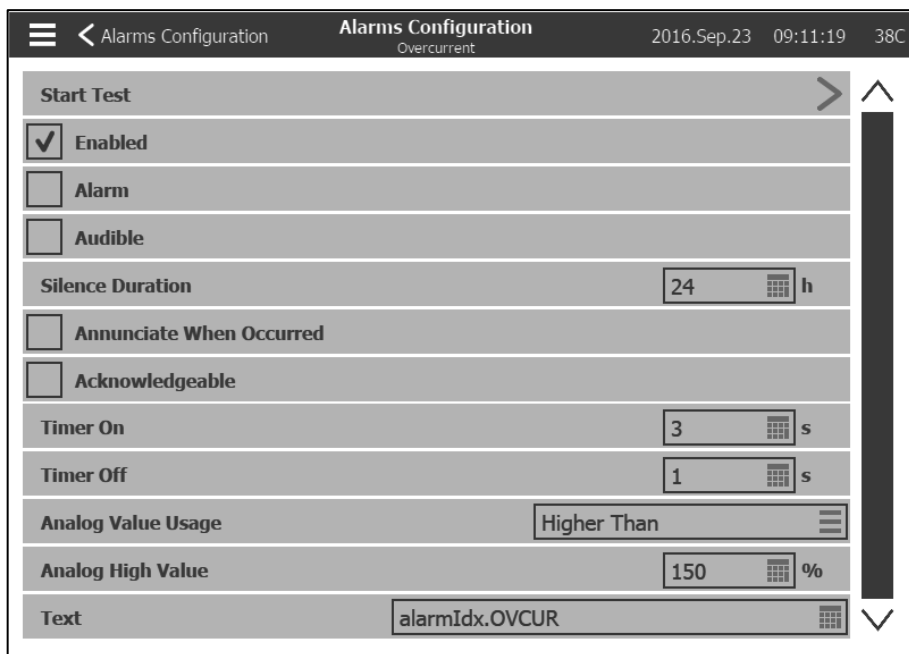 Alarms Configuration Alarms Configuration 2016.Sep.23 09:11:19 38C
Overcurrent
Start Test
Enabled
Alarm
Audible
Silence Duration 24 h
Annunciate When Occurred
Acknowledgeable
Timer On 3 s
Timer Off 1 s
Analog Value Usage Higher Than
Analog High Value 150 %
Text alarmIdx.OVCUR